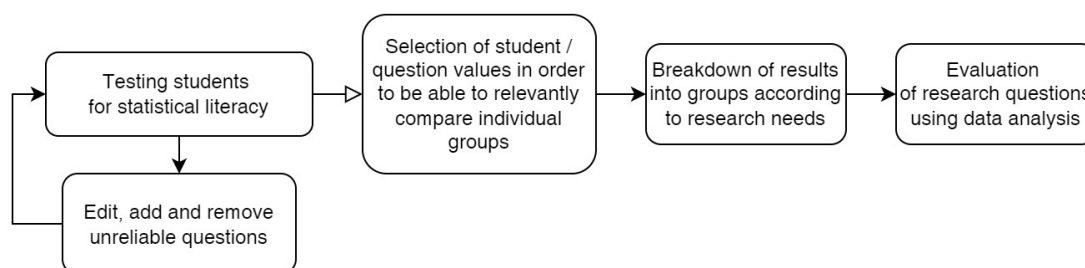 Testing students
for statistical literacy
Edit, add and remove
unreliable questions
Selection of student /
question values in order
to be able to relevantly
compare individual
groups
Breakdown of results
into groups according
to research needs
Evaluation
of research questions
using data analysis